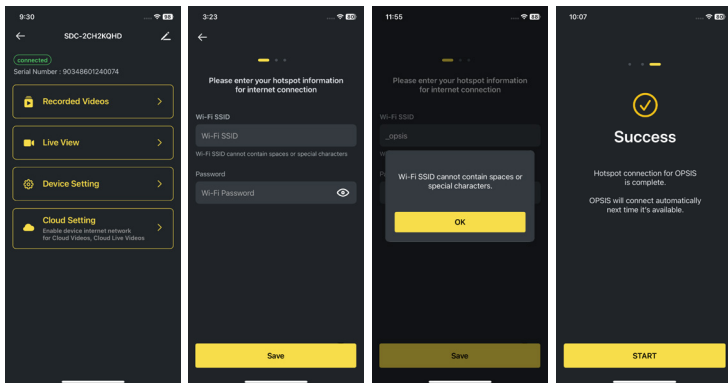 9:30
98
SDC-2CH2KQHD
connected
Serial Number : 90348601240074
Recorded Videos
Live View
Device Setting
Cloud Setting
Enable device internet network
for Cloud Videos, Cloud Live Videos
3:23
80
Please enter your hotspot information
for internet connection
Wi-Fi SSID
Wi-Fi SSID
Wi-Fi SSID cannot contain spaces or special characters
Password
Wi-Fi Password
Save
11:55
80
Please enter your hotspot information
for internet connection
Wi-Fi SSID
_opsis
Wi-Fi SSID cannot contain spaces or
special characters.
OK
Save
10:07
Success
Hotspot connection for OPSIS
is complete.
OPSIS will connect automatically
next time it's available.
START